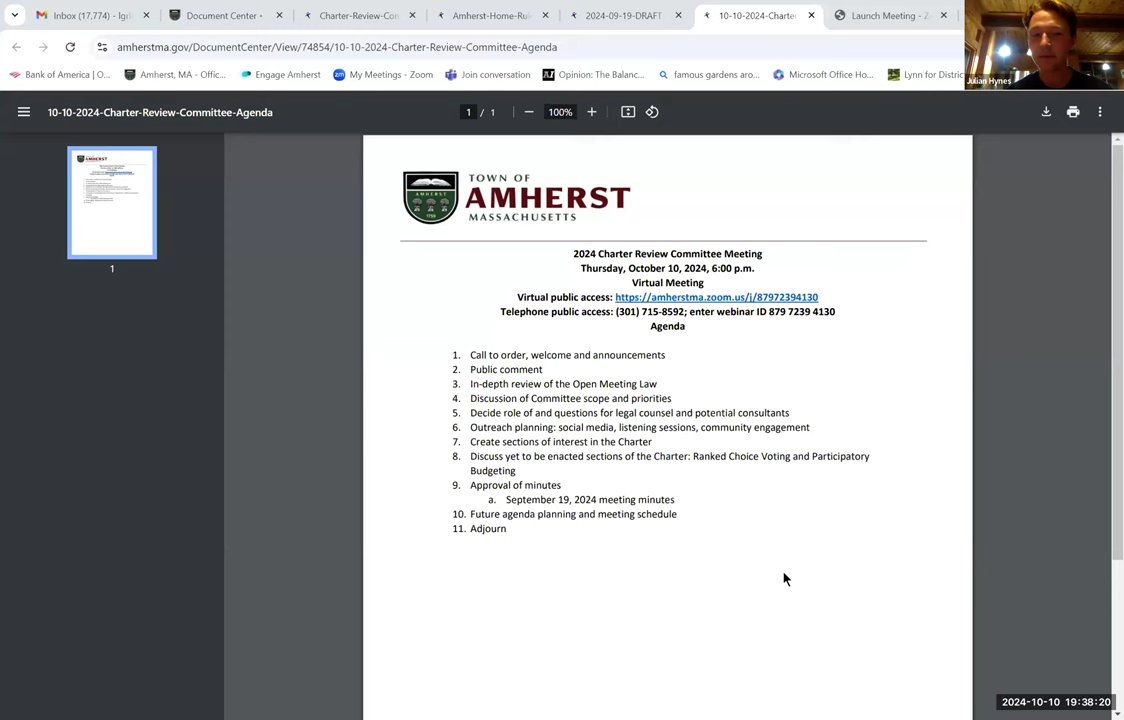 Inbox (17,774) - lgri
Document Center -
Charter-Review-Con
Amherst-Home-Rul
2024-09-19-DRAFT
10-10-2024-Charter
Launch Meeting - Z
amherstma.gov/DocumentCenter/View/74854/10-10-2024-Charter-Review-Committee-Agenda
Bank of America | O...
Amherst, MA - Offic...
Engage Amherst
My Meetings - Zoom
Join conversation
Opinion: The Balanc...
famous gardens aro...
Microsoft Office Ho...
Lynn for Distric
Julian Hynes
10-10-2024-Charter-Review-Committee-Agenda
1 / 1
100%
1
TOWN OF
AMHERST
MASSACHUSETTS
2024 Charter Review Committee Meeting
Thursday, October 10, 2024, 6:00 p.m.
Virtual Meeting
Virtual public access: https://amherstma.zoom.us/j/87972394130
Telephone public access: (301) 715-8592; enter webinar ID 879 7239 4130
Agenda
1. Call to order, welcome and announcements
2. Public comment
3. In-depth review of the Open Meeting Law
4. Discussion of Committee scope and priorities
5. Decide role of and questions for legal counsel and potential consultants
6. Outreach planning: social media, listening sessions, community engagement
7. Create sections of interest in the Charter
8. Discuss yet to be enacted sections of the Charter: Ranked Choice Voting and Participatory
Budgeting
9. Approval of minutes
a. September 19, 2024 meeting minutes
10. Future agenda planning and meeting schedule
11. Adjourn
2024-10-10 19:38:20